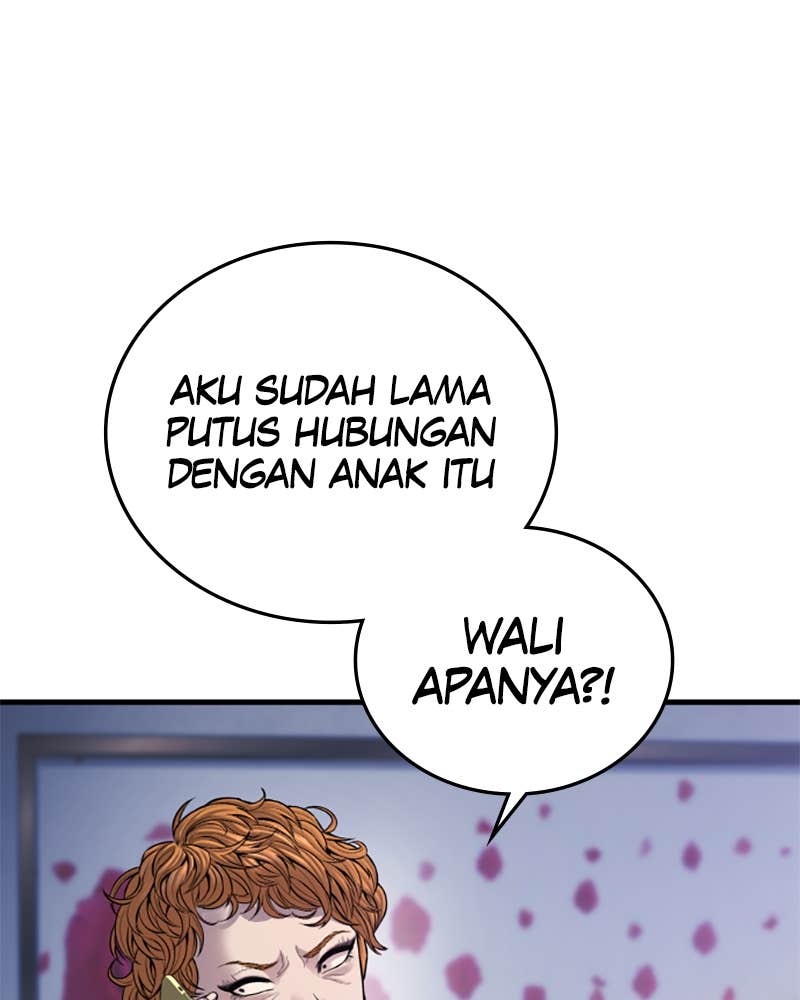 AKU SUDAH LAMA
PUTUS HUBUNGAN
DENGAN ANAK ITU
WALI
APANYA?!